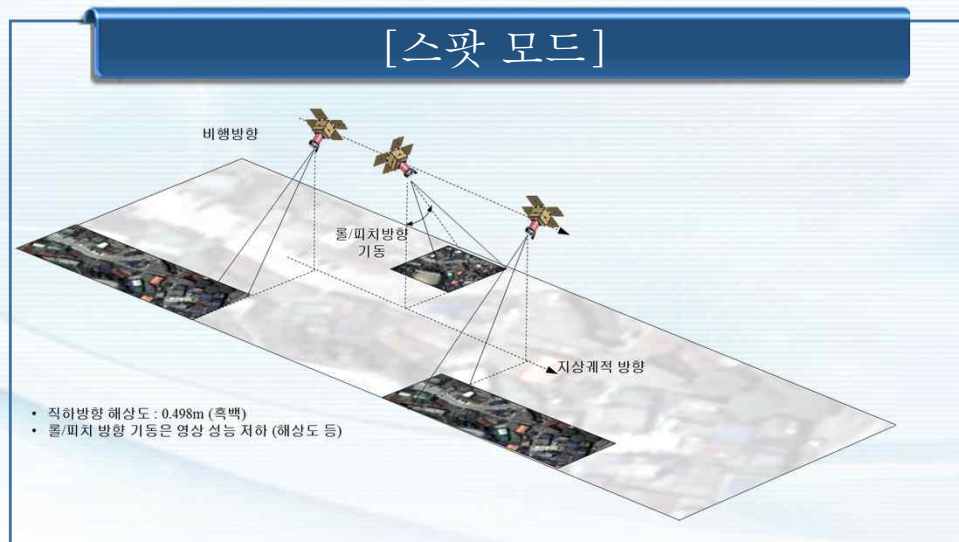 [스팟 모드]
비행방향
롤/피치방향
기동
지상궤적 방향
• 직하방향 해상도 : 0.498m (흑백)
• 롤/피치 방향 기동은 영상 성능 저하 (해상도 등)